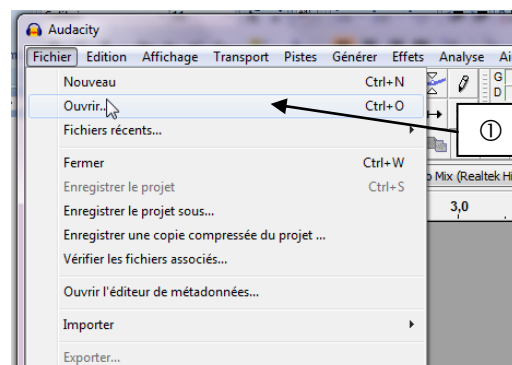 Audacity
Fichier Edition Affichage Transport Pistes Générer Effets Analyse
Nouveau Ctrl+N
Ouvrir... Ctrl+O
Fichiers récents...
①
Fermer Ctrl+W
Enregistrer le projet Ctrl+S
Enregistrer le projet sous...
Enregistrer une copie compressée du projet ...
Vérifier les fichiers associés...
Ouvrir l'éditeur de métadonnées...
Importer
Exporter...
G
D
Mix (Realtek
3,0